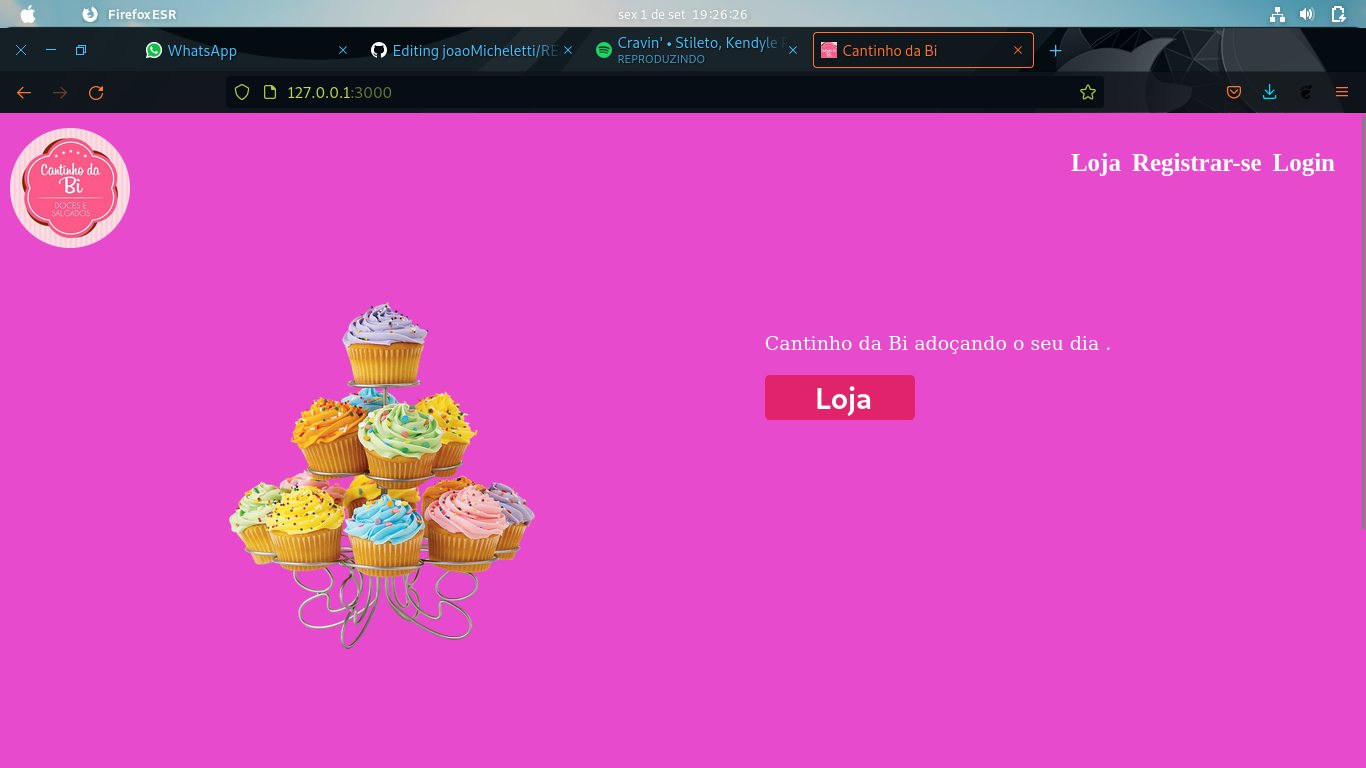 Firefox ESR
sex 1 de set 19:26:26
WhatsApp
Editing joaoMicheletti/RE
Cravin' • Stileto, Kendyle
REPRODUZINDO
Cantinho da Bi
127.0.0.1:3000
Cantinho da
Bi
DOCES E
SALGADOS
Loja Registrar-se Login
Cantinho da Bi adoçando o seu dia .
Loja